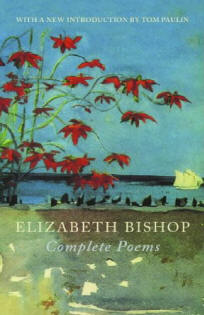 WITH A NEW INTRODUCTION BY TOM PAULIN
ELIZABETH BISHOP
Complete Poems